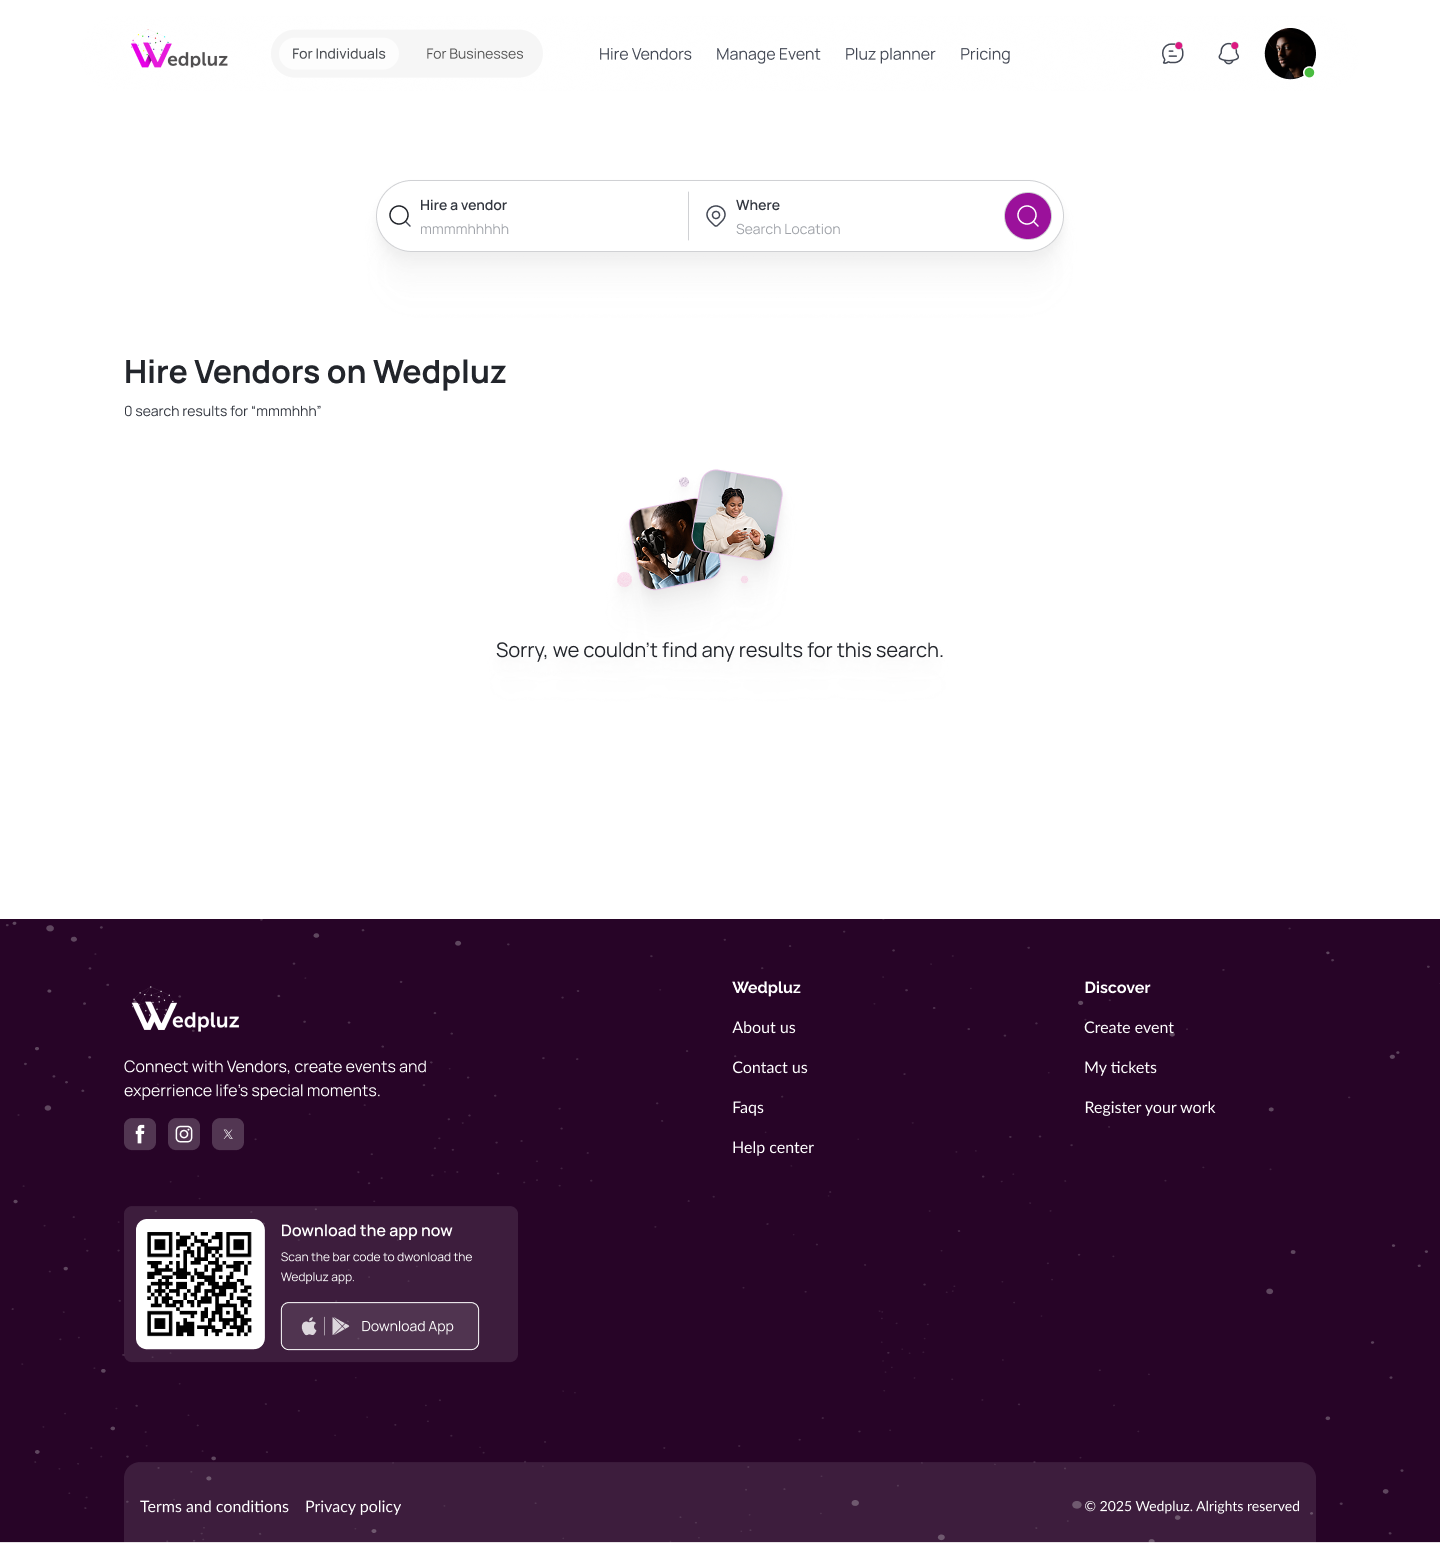 Wedpluz
For Individuals
For Businesses
Hire Vendors
Manage Event
Pluz planner
Pricing
Hire a vendor
mmmmhhhhh
Where
Search Location
Hire Vendors on Wedpluz
0 search results for “mmmhhh”
Sorry, we couldn’t find any results for this search.
Wedpluz
Connect with Vendors, create events and
experrience life’s special moments.
Download the app now
Scan the bar code to dwonload the
Wedpluz app.
Download App
Wedpluz
About us
Contact us
Faqs
Help center
Discover
Create event
My tickets
Register your work
Terms and conditions
Privacy policy
© 2025 Wedpluz. Alrights reserved